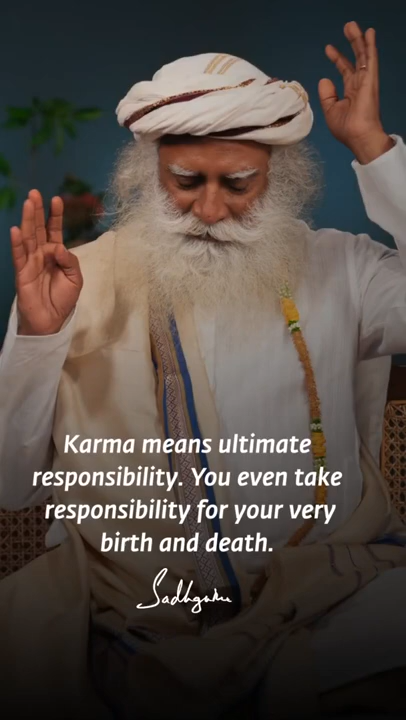 Karma means ultimate
responsibility. You even take
responsibility for your very
birth and death.
Sadhguru